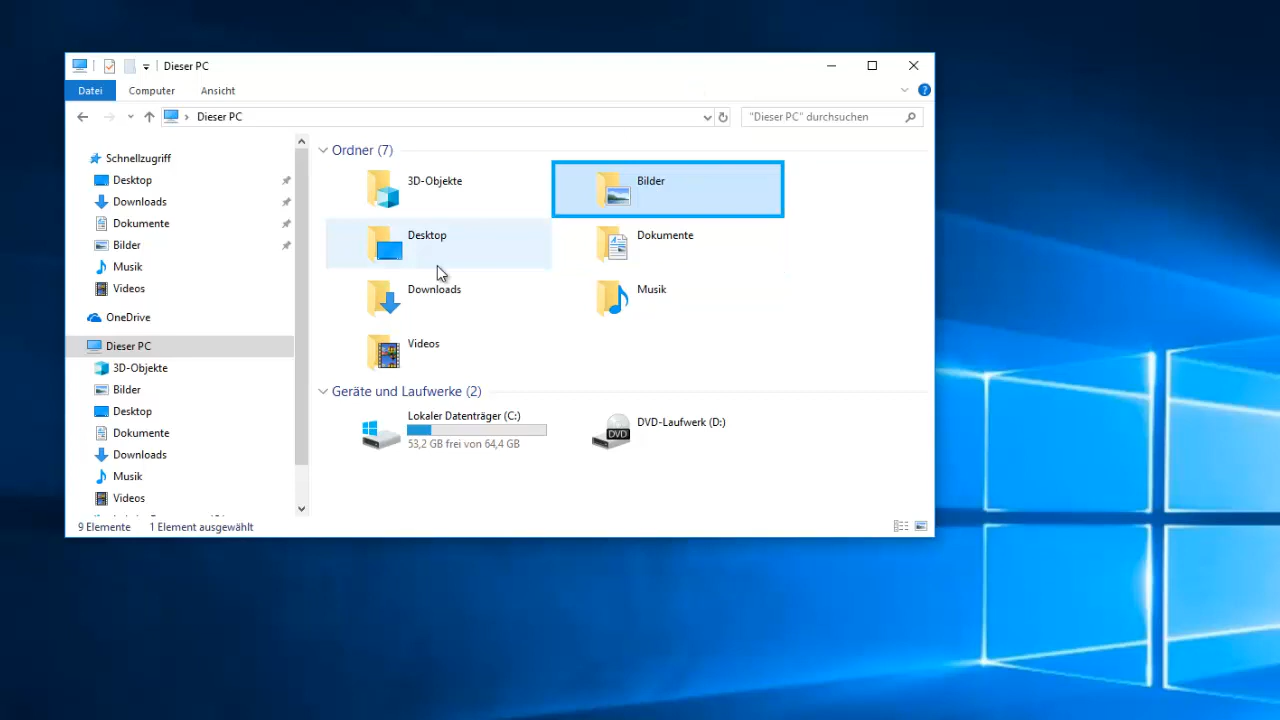 Dieser PC
Datei Computer Ansicht
Dieser PC "Dieser PC" durchsuchen
Schnellzugriff
Desktop
Downloads
Dokumente
Bilder
Musik
Videos
OneDrive
Dieser PC
3D-Objekte
Bilder
Desktop
Dokumente
Downloads
Musik
Videos
Ordner (7)
3D-Objekte
Bilder
Desktop
Dokumente
Downloads
Musik
Videos
Geräte und Laufwerke (2)
Lokaler Datenträger (C:)
53,2 GB frei von 64,4 GB
DVD
DVD-Laufwerk (D:)
9 Elemente 1 Element ausgewählt